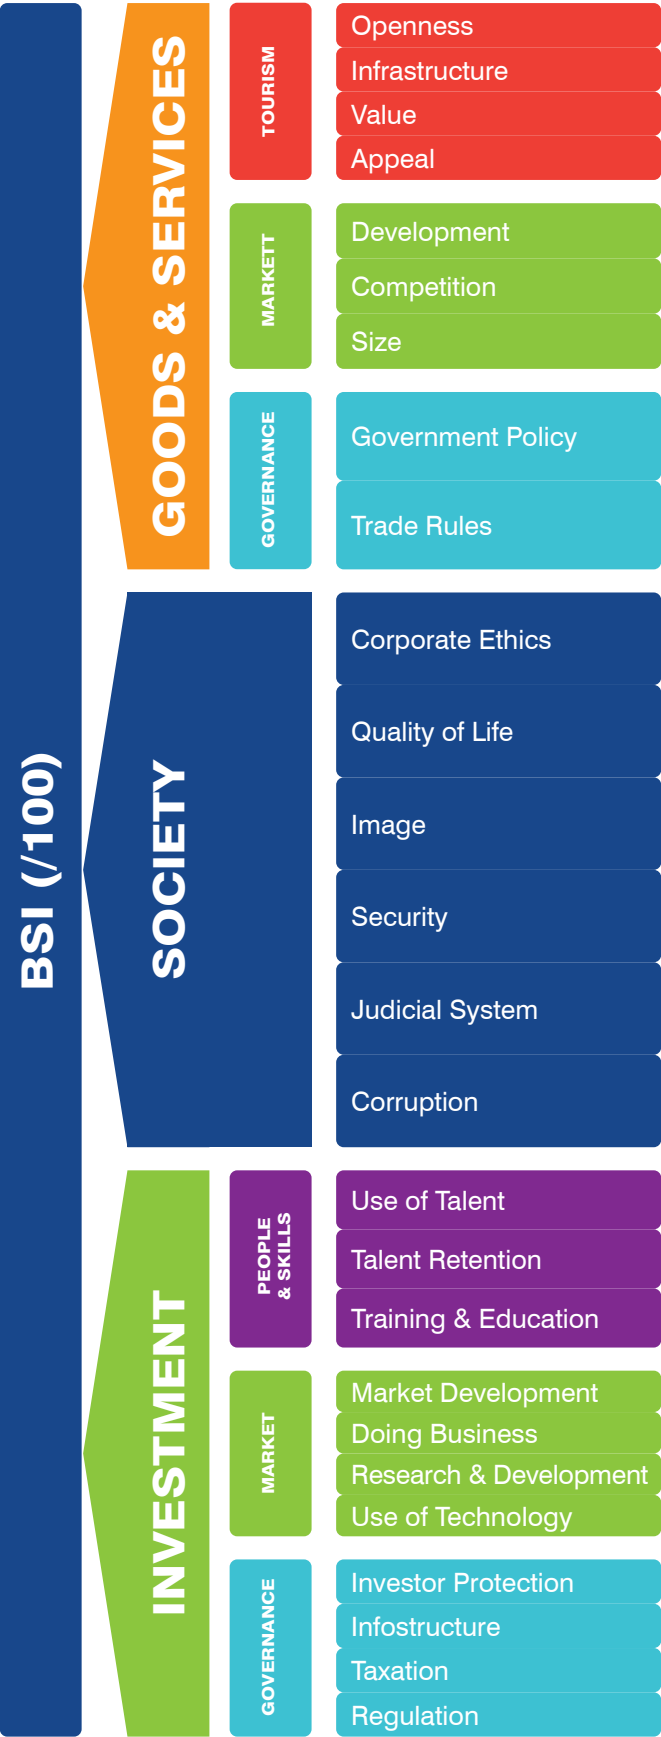 BSI (/100)
GOODS & SERVICES
TOURISM
Openness
Infrastructure
Value
Appeal
MARKETT
Development
Competition
Size
GOVERNANCE
Government Policy
Trade Rules
SOCIETY
Corporate Ethics
Quality of Life
Image
Security
Judicial System
Corruption
INVESTMENT
PEOPLE
& SKILLS
Use of Talent
Talent Retention
Training & Education
MARKET
Market Development
Doing Business
Research & Development
Use of Technology
GOVERNANCE
Investor Protection
Infostructure
Taxation
Regulation